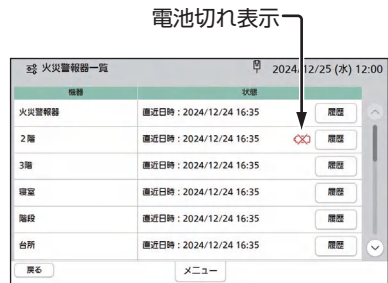 電池切れ表示
火災警報器一覧 2024/12/25 (水) 12:00
機器 状態
火災警報器 直近日時：2024/12/24 16:35 履歴
2階 直近日時：2024/12/24 16:35 履歴
3階 直近日時：2024/12/24 16:35 履歴
寝室 直近日時：2024/12/24 16:35 履歴
階段 直近日時：2024/12/24 16:35 履歴
台所 直近日時：2024/12/24 16:35 履歴
戻る メニュー